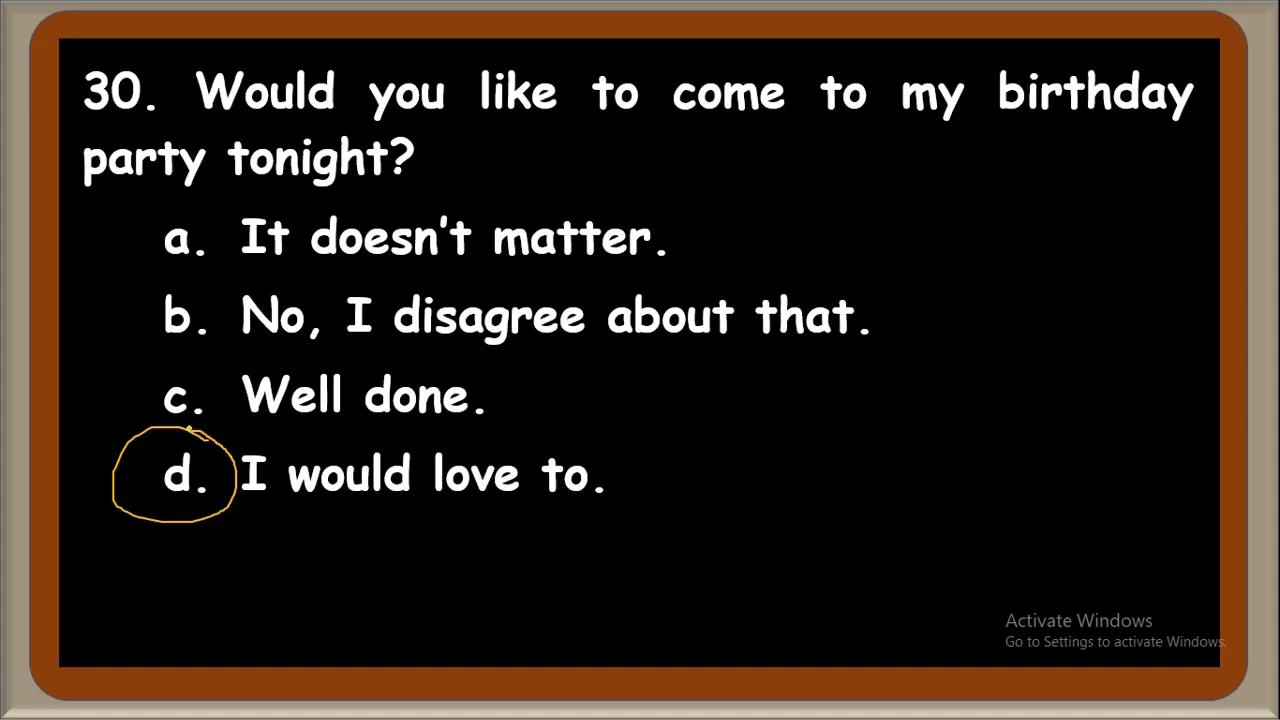 30. Would you like to come to my birthday
party tonight?
a. It doesn't matter.
b. No, I disagree about that.
c. Well done.
d. I would love to.
Activate Windows
Go to Settings to activate Windows.